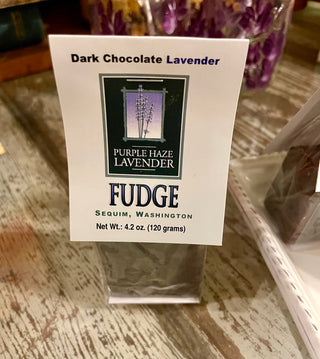 Dark Chocolate Lavender
PURPLE HAZE
LAVENDER
FUDGE
SEQUIM, WASHINGTON
Net Wt.: 4.2 oz. (120 grams)